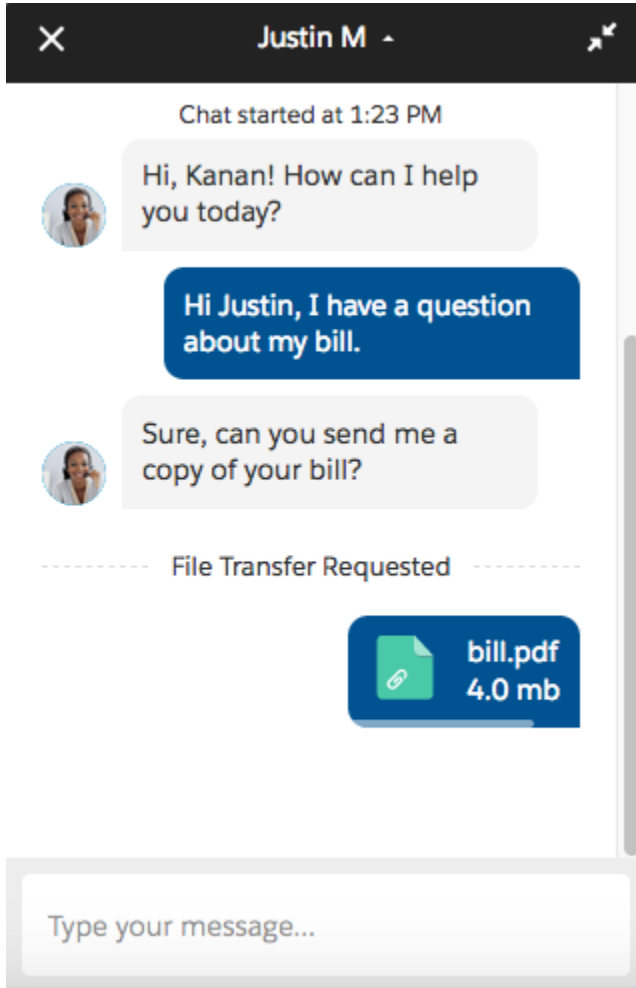 Justin M
Chat started at 1:23 PM
Hi, Kanan! How can I help
you today?
Hi Justin, I have a question
about my bill.
Sure, can you send me a
copy of your bill?
File Transfer Requested
bill.pdf
4.0 mb
Type your message...